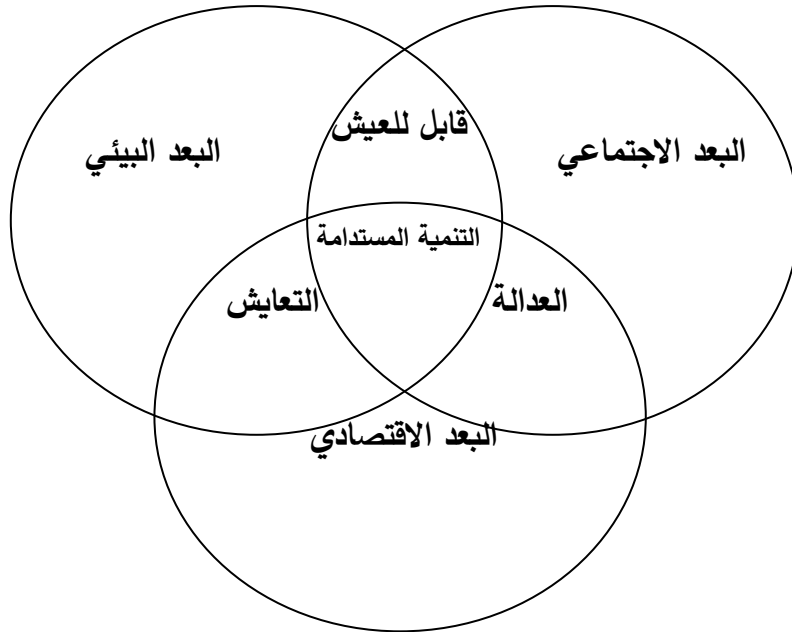 قابل للعيش
البعد الاجتماعي
البعد البيئي
التنمية المستدامة
العدالة
التعايش
البعد الاقتصادي